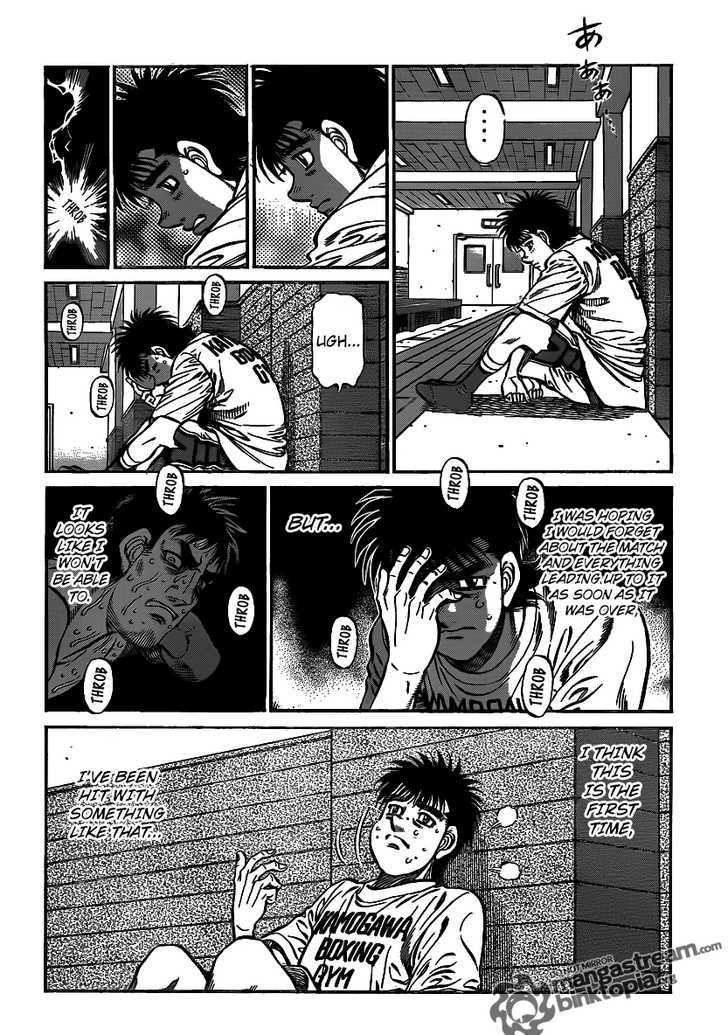 あ
ああ…
...
THROB
UGH...
THROB
THROB
THROB
I WAS HOPING
I WOULD FORGET
ABOUT THE MATCH
AND EVERYTHING
LEADING UP TO IT
AS SOON AS IT
WAS OVER,
THROB
THROB
BUT...
THROB
THROB
THROB
THROB
THROB
IT
LOOKS
LIKE I
WON'T
BE ABLE
TO.
I THINK
THIS
IS THE
FIRST
TIME,
I'VE BEEN
HIT WITH
SOMETHING
LIKE THAT...
KAMOGAWA
BOXING
GYM
DO NOT MIRROR
mangastream.com
binktopia